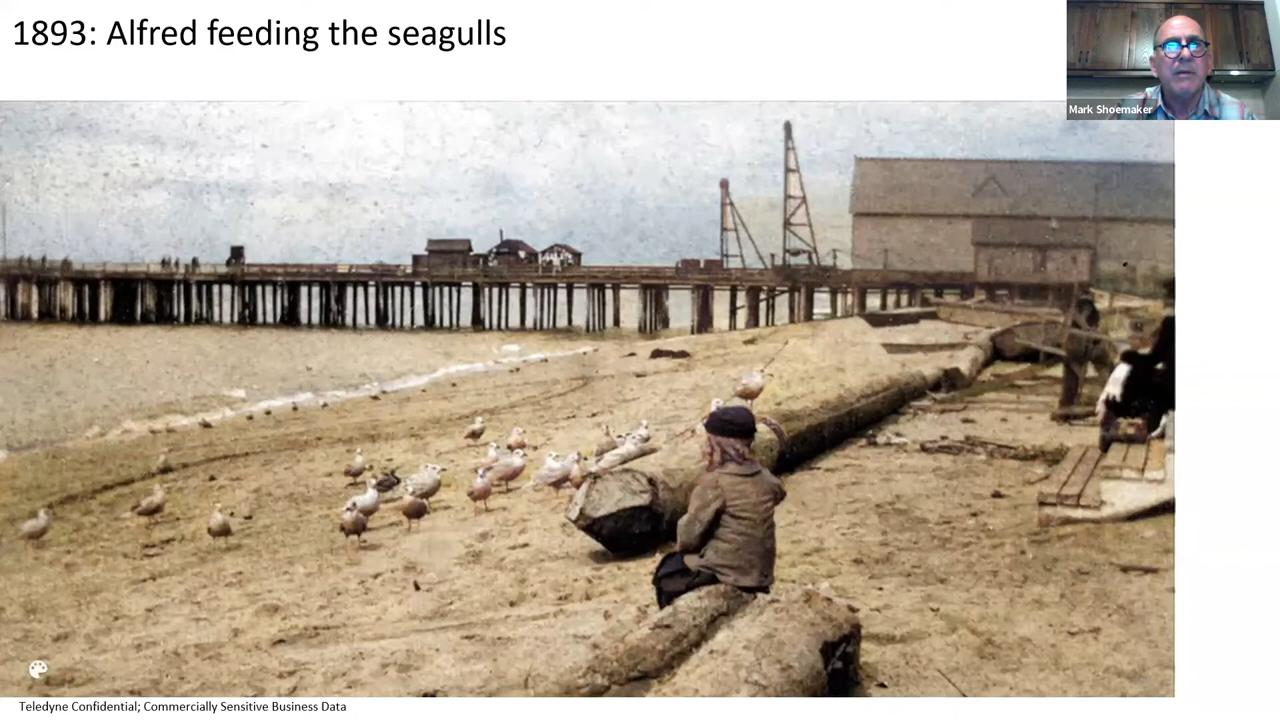 1893: Alfred feeding the seagulls
Mark Shoemaker
Teledyne Confidential; Commercially Sensitive Business Data